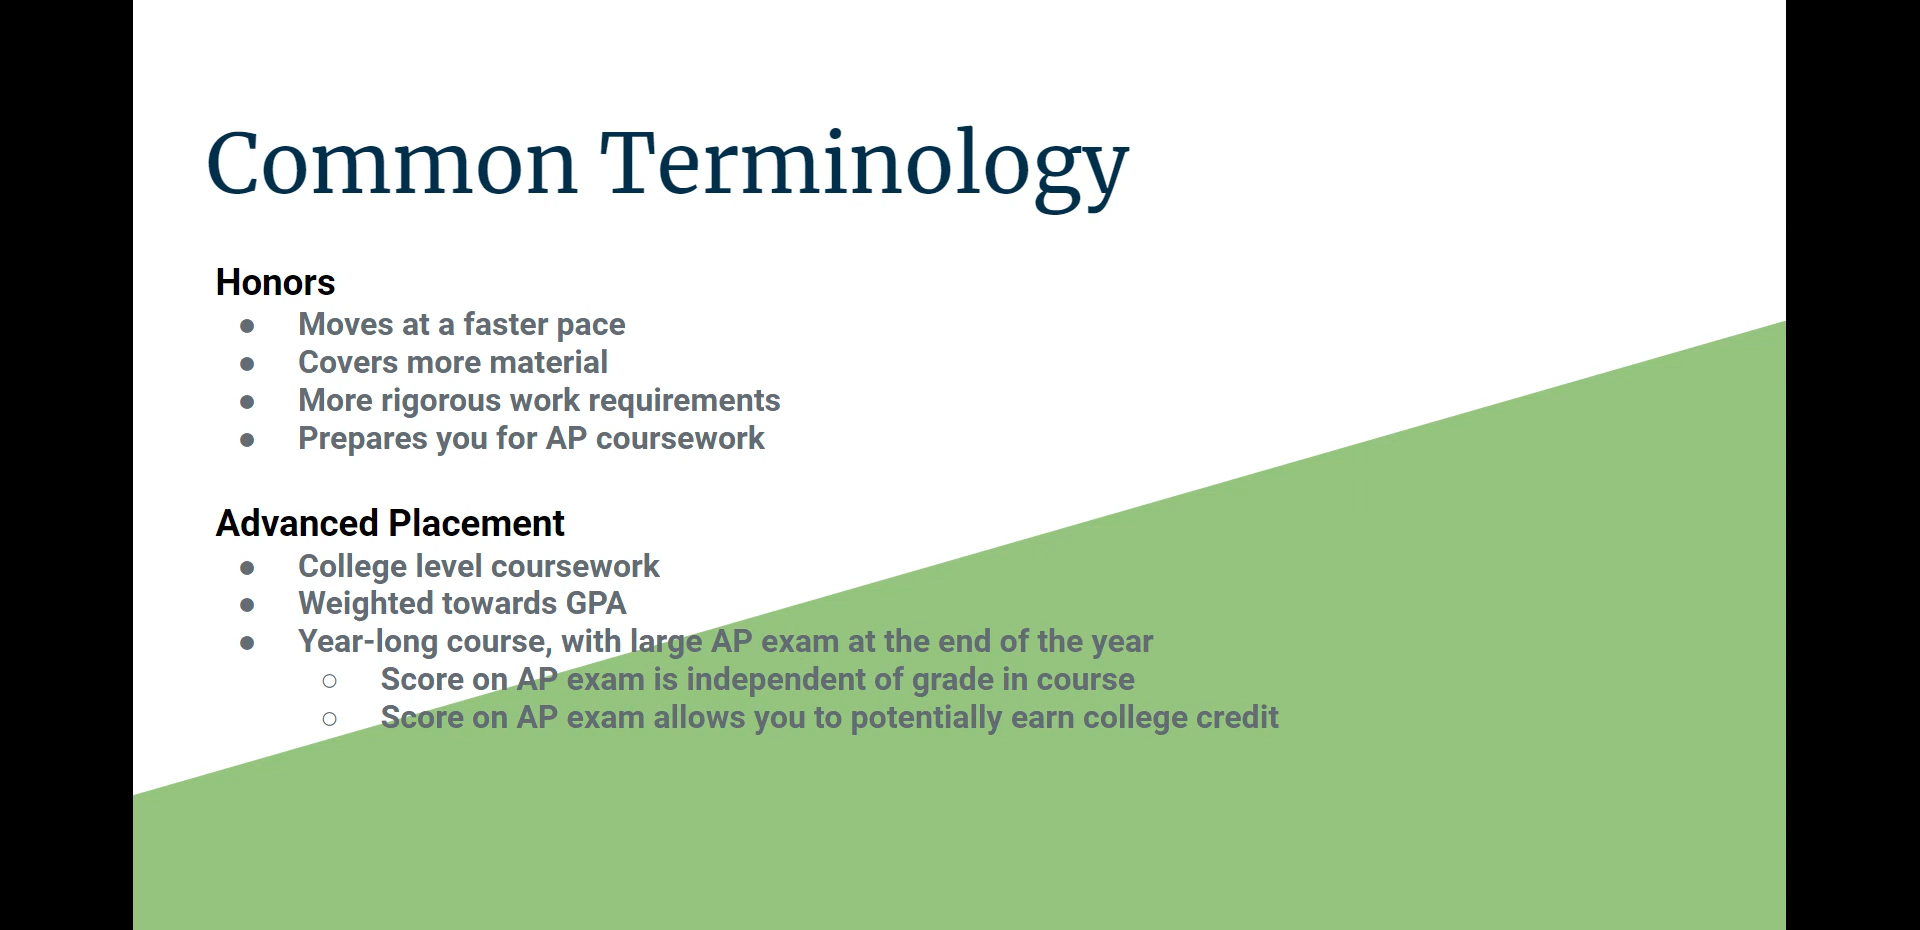 Common Terminology
Honors
● Moves at a faster pace
● Covers more material
● More rigorous work requirements
● Prepares you for AP coursework
Advanced Placement
● College level coursework
● Weighted towards GPA
● Year-long course, with large AP exam at the end of the year
○ Score on AP exam is independent of grade in course
○ Score on AP exam allows you to potentially earn college credit